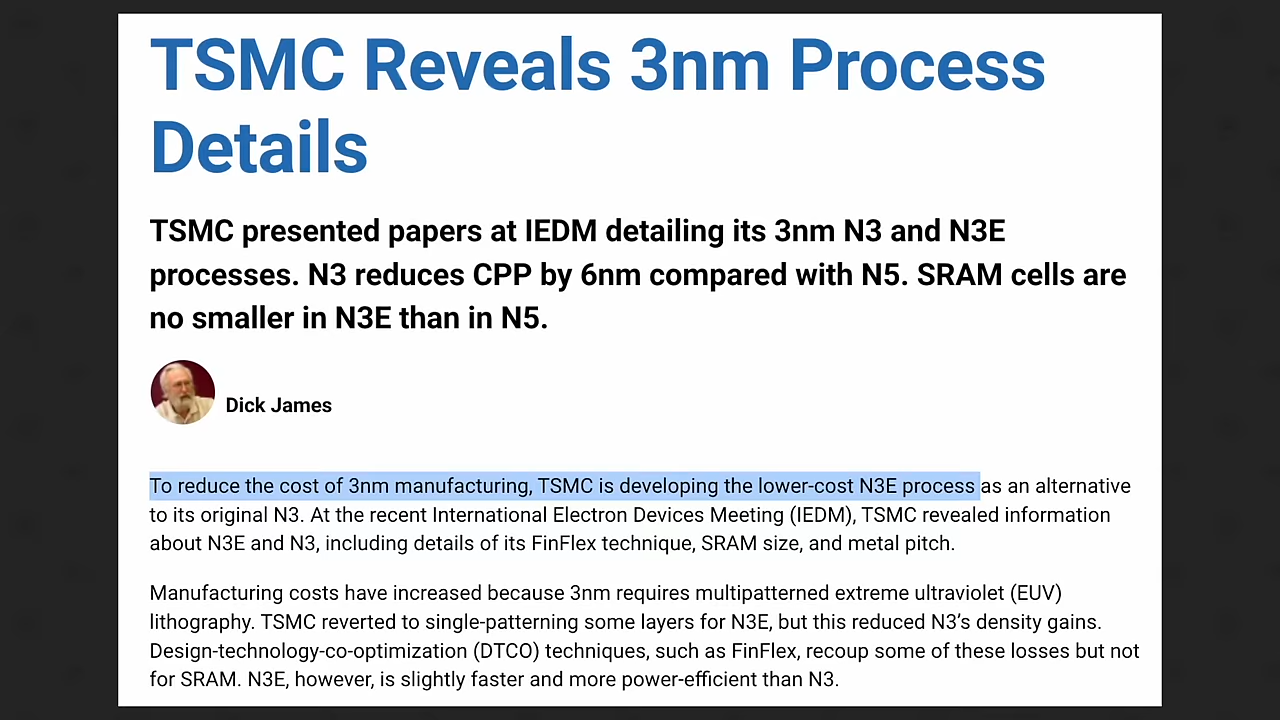 TSMC Reveals 3nm Process
Details
TSMC presented papers at IEDM detailing its 3nm N3 and N3E
processes. N3 reduces CPP by 6nm compared with N5. SRAM cells are
no smaller in N3E than in N5.
Dick James
To reduce the cost of 3nm manufacturing, TSMC is developing the lower-cost N3E process as an alternative
to its original N3. At the recent International Electron Devices Meeting (IEDM), TSMC revealed information
about N3E and N3, including details of its FinFlex technique, SRAM size, and metal pitch.
Manufacturing costs have increased because 3nm requires multipatterned extreme ultraviolet (EUV)
lithography. TSMC reverted to single-patterning some layers for N3E, but this reduced N3’s density gains.
Design-technology-co-optimization (DTCO) techniques, such as FinFlex, recoup some of these losses but not
for SRAM. N3E, however, is slightly faster and more power-efficient than N3.